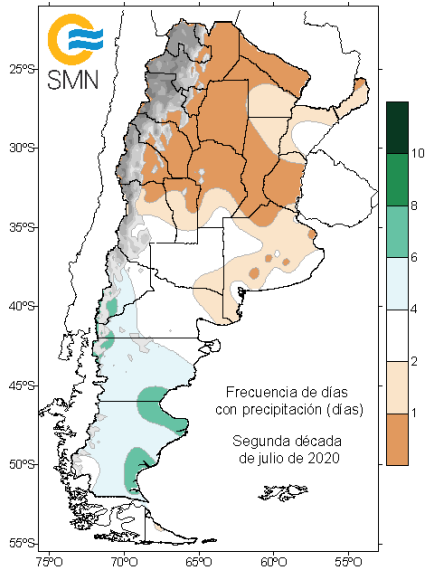 SMN
25°S
30°S
35°S
40°S
45°S
50°S
55°S
75°O
70°O
65°O
60°O
55°O
10
8
6
4
2
1
Frecuencia de días
con precipitación (días)
Segunda década
de julio de 2020